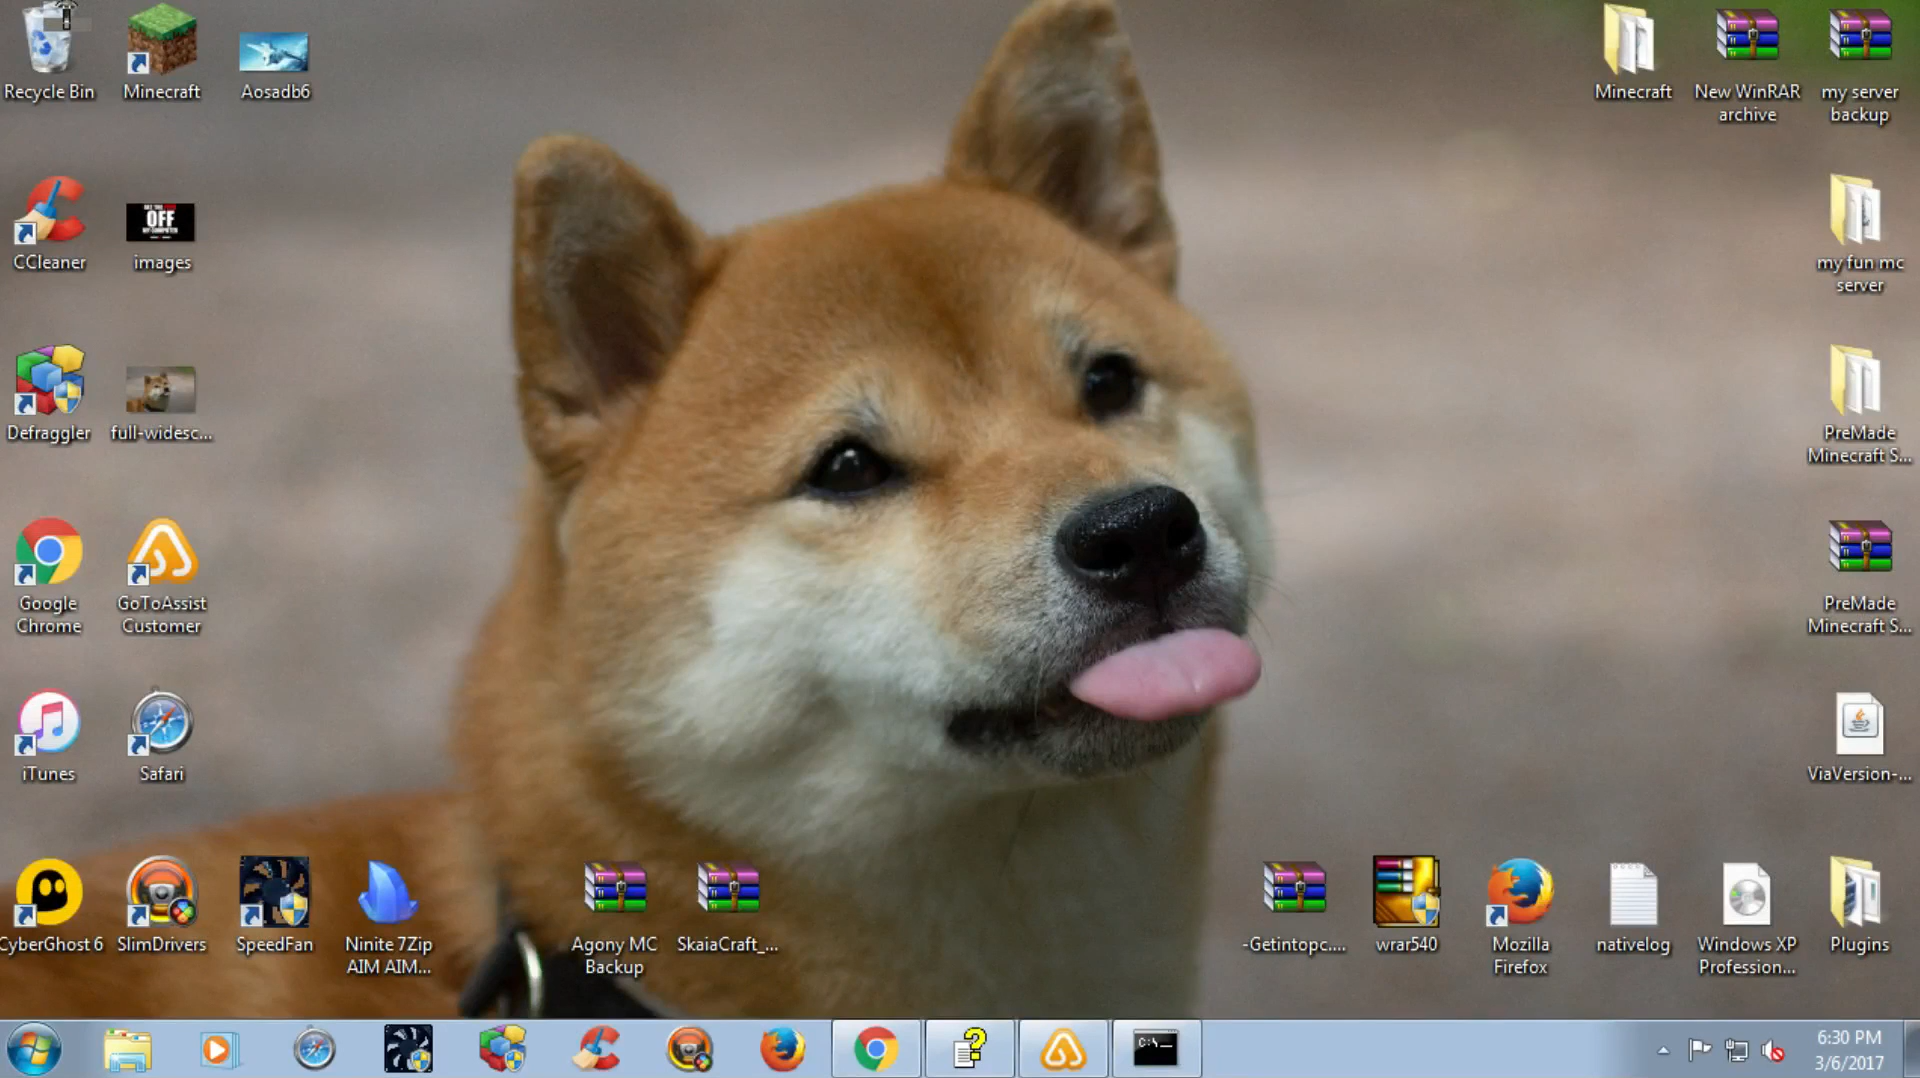 Recycle Bin
Minecraft
Aosadb6
Minecraft
New WinRAR
archive
my server
backup
CCleaner
OFF
images
my fun mc
server
Defraggler
full-widesc...
PreMade
Minecraft S...
Google
Chrome
GoToAssist
Customer
PreMade
Minecraft S...
iTunes
Safari
ViaVersion-...
CyberGhost 6
SlimDrivers
SpeedFan
Ninite 7Zip
AIM AIM...
Agony MC
Backup
SkaiaCraft_...
-Getintopc....
wrar540
Mozilla
Firefox
nativelog
Windows XP
Profession...
Plugins
C:\_
6:30 PM
3/6/2017